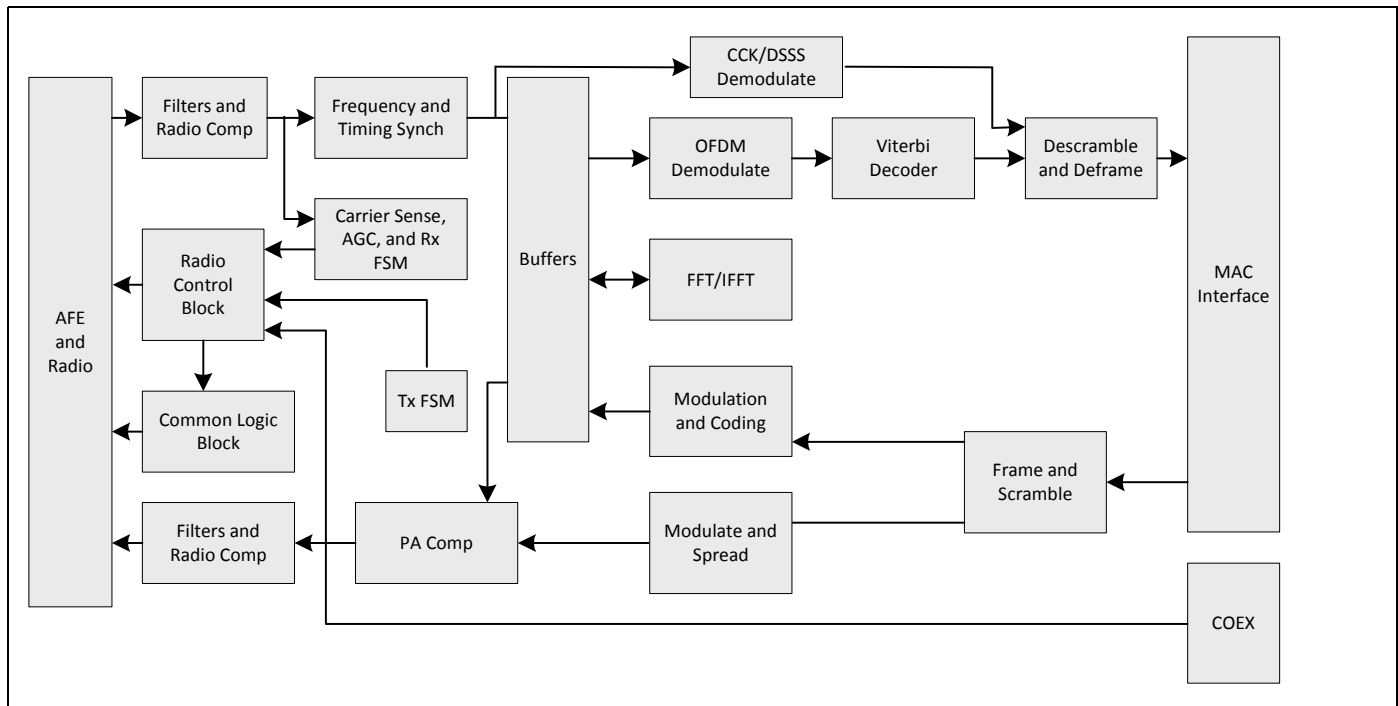 CCK/DSSS
Demodulate
Filters and
Radio Comp
Frequency and
Timing Synch
OFDM
Demodulate
Viterbi
Decoder
Descramble
and Deframe
Carrier Sense,
AGC, and Rx
FSM
Radio
Control
Block
Buffers
FFT/IFFT
MAC
Interface
AFE
and
Radio
Tx FSM
Common Logic
Block
Modulation
and Coding
Frame and
Scramble
Filters and
Radio Comp
PA Comp
Modulate and
Spread
COEX